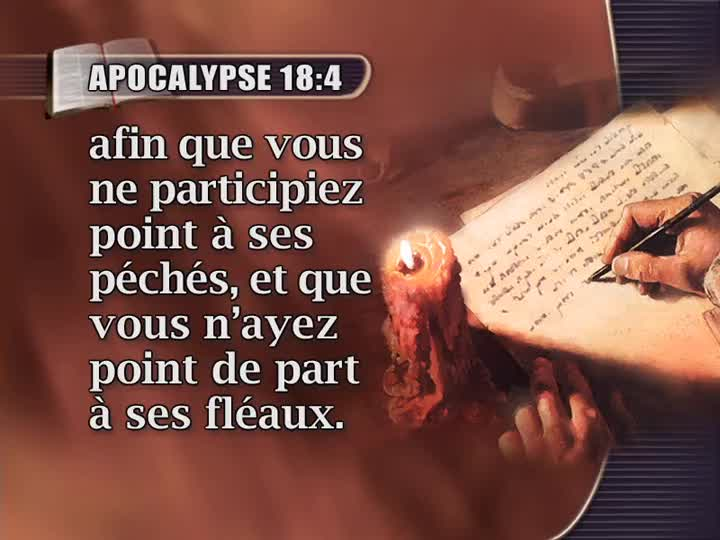 APOCALYPSE 18:4
afin que vous
ne participiez
point à ses
péchés, et que
vous n’ayez
point de part
à ses fléaux.